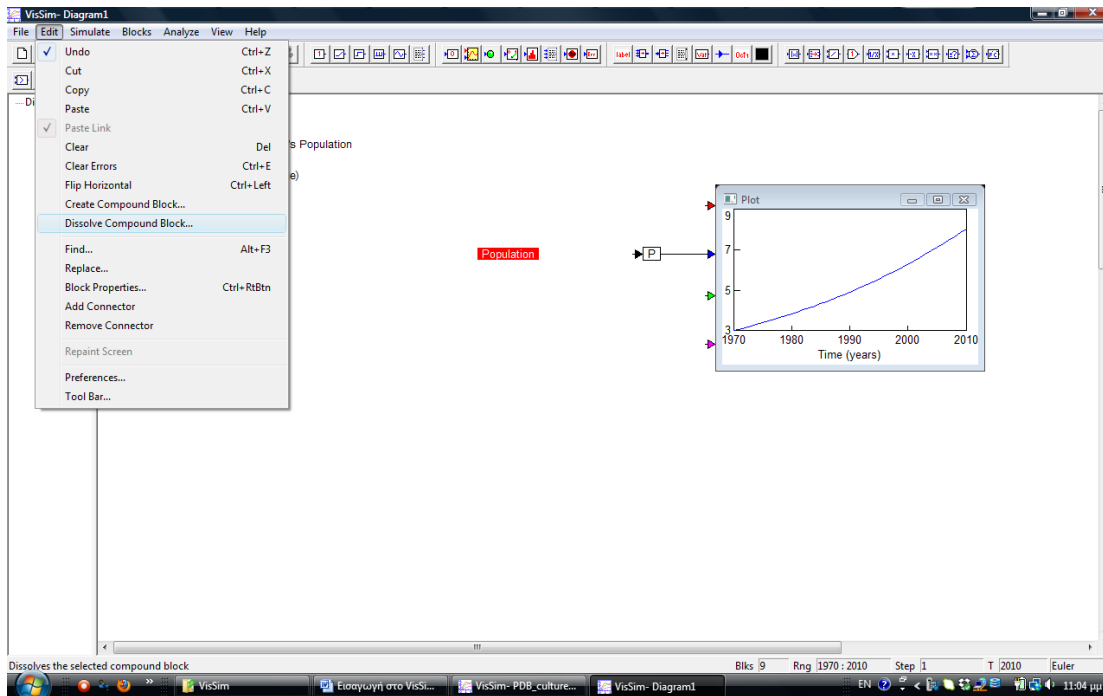 VisSim- Diagram1
File Edit Simulate Blocks Analyze View Help
Undo Ctrl+Z
Cut Ctrl+X
Copy Ctrl+C
Paste Ctrl+V
Paste Link
Clear Del
Clear Errors Ctrl+E
Flip Horizontal Ctrl+Left
Create Compound Block...
Dissolve Compound Block...
Find... Alt+F3
Replace...
Block Properties... Ctrl+RtBtn
Add Connector
Remove Connector
Repaint Screen
Preferences...
Tool Bar...
Di
s Population
e)
Population
P
Plot
9
7
5
3
1970 1980 1990 2000 2010
Time (years)
Dissolves the selected compound block
Blks 9 Rng 1970 : 2010 Step 1 T 2010 Euler
VisSim
Εισαγωγή στο VisSi...
VisSim- PDB_culture...
VisSim- Diagram1
EN
11:04 μμ